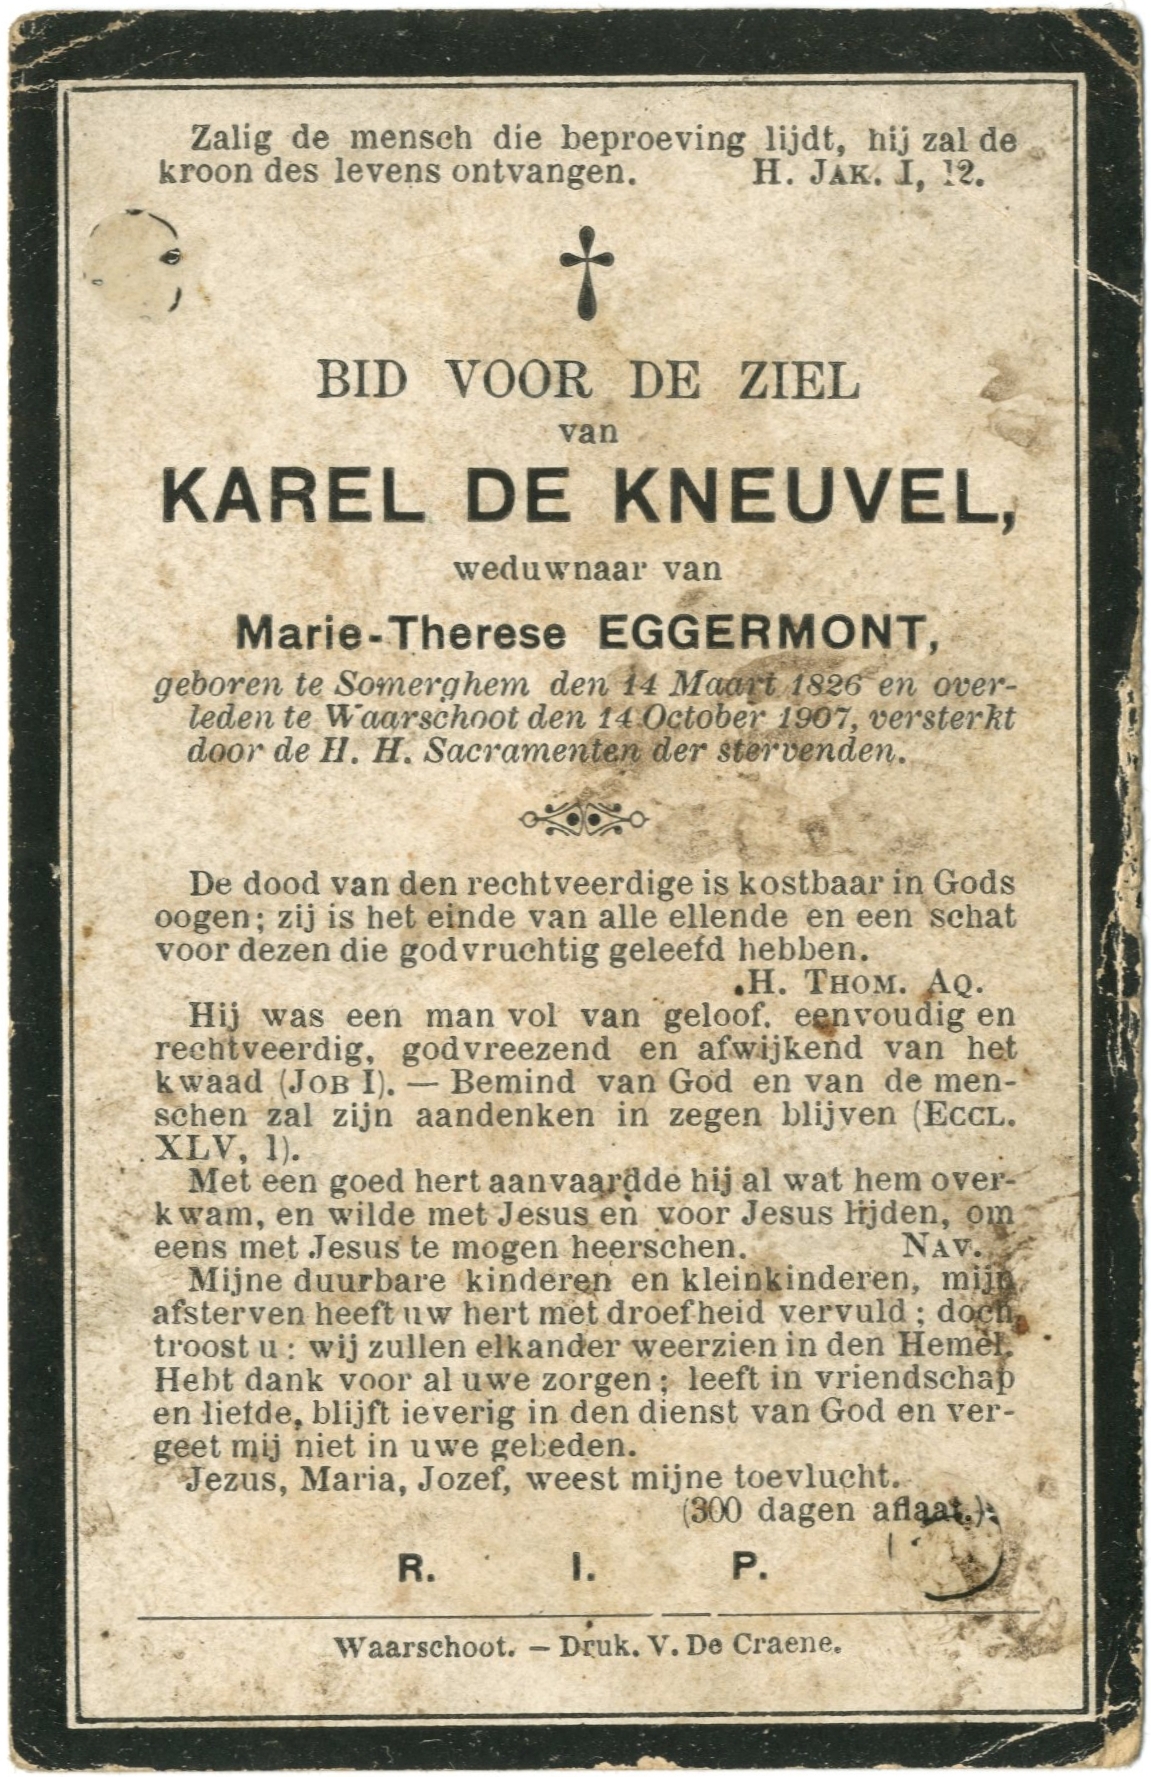 Zalig de mensch die beproeving lijdt, hij zal de
kroon des levens ontvangen. H. JAK. I, 12.
BID VOOR DE ZIEL
van
KAREL DE KNEUVEL,
weduwnaar van
Marie-Therese EGGERMONT,
geboren te Somerghem den 14 Maart 1826 en over-
leden te Waarschoot den 14 October 1907, versterkt
door de H. H. Sacramenten der stervenden.
De dood van den rechtveerdige is kostbaar in Gods
oogen; zij is het einde van alle ellende en een schat
voor dezen die godvruchtig geleefd hebben.
H. THOM. AQ.
Hij was een man vol van geloof, eenvoudig en
rechtveerdig, godvreezend en afwijkend van het
kwaad (JOB I). — Bemind van God en van de men-
schen zal zijn aandenken in zegen blijven (ECCL.
XLV, 1).
Met een goed hert aanvaardde hij al wat hem over-
kwam, en wilde met Jesus en voor Jesus lijden, om
eens met Jesus te mogen heerschen. NAV.
Mijne duurbare kinderen en kleinkinderen, mijn
afsterven heeft uw hert met droefheid vervuld; doch
troost u: wij zullen elkander weerzien in den Hemel.
Hebt dank voor al uwe zorgen; leeft in vriendschap
en liefde, blijft ieverig in den dienst van God en ver-
geet mij niet in uwe gebeden.
Jezus, Maria, Jozef, weest mijne toevlucht.
(300 dagen aflaat.)
R. I. P.
Waarschoot. — Druk. V. De Craene.